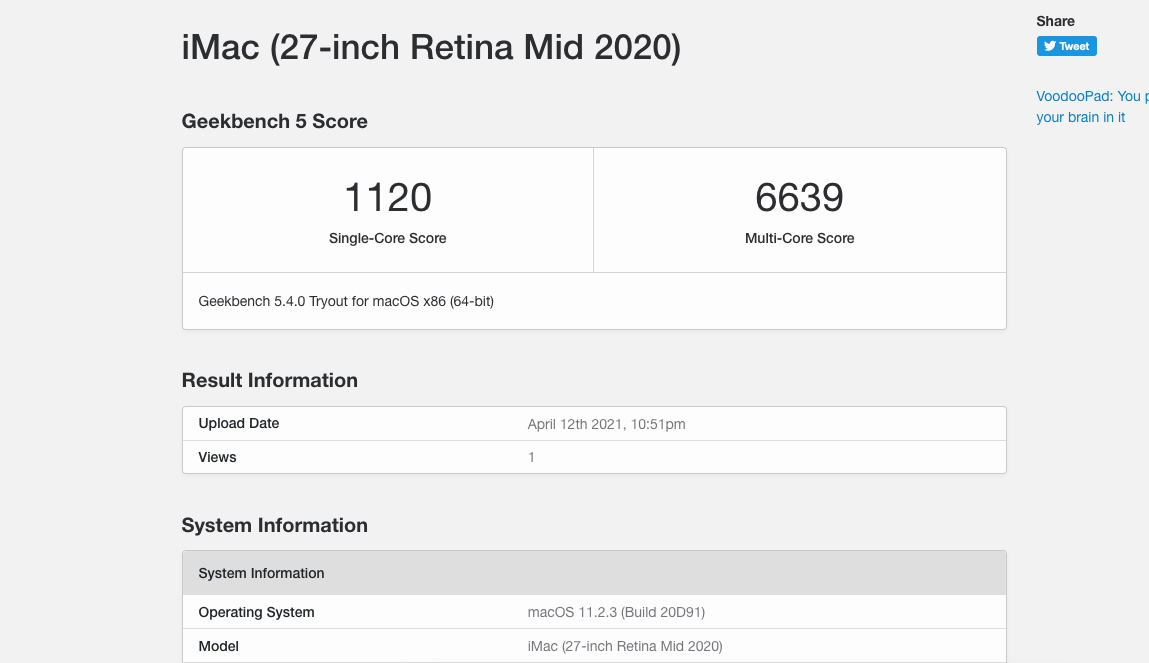 iMac (27-inch Retina Mid 2020)
Share
Tweet
VoodooPad: You
your brain in it
Geekbench 5 Score
1120
Single-Core Score
6639
Multi-Core Score
Geekbench 5.4.0 Tryout for macOS x86 (64-bit)
Result Information
Upload Date April 12th 2021, 10:51pm
Views 1
System Information
System Information
Operating System macOS 11.2.3 (Build 20D91)
Model iMac (27-inch Retina Mid 2020)